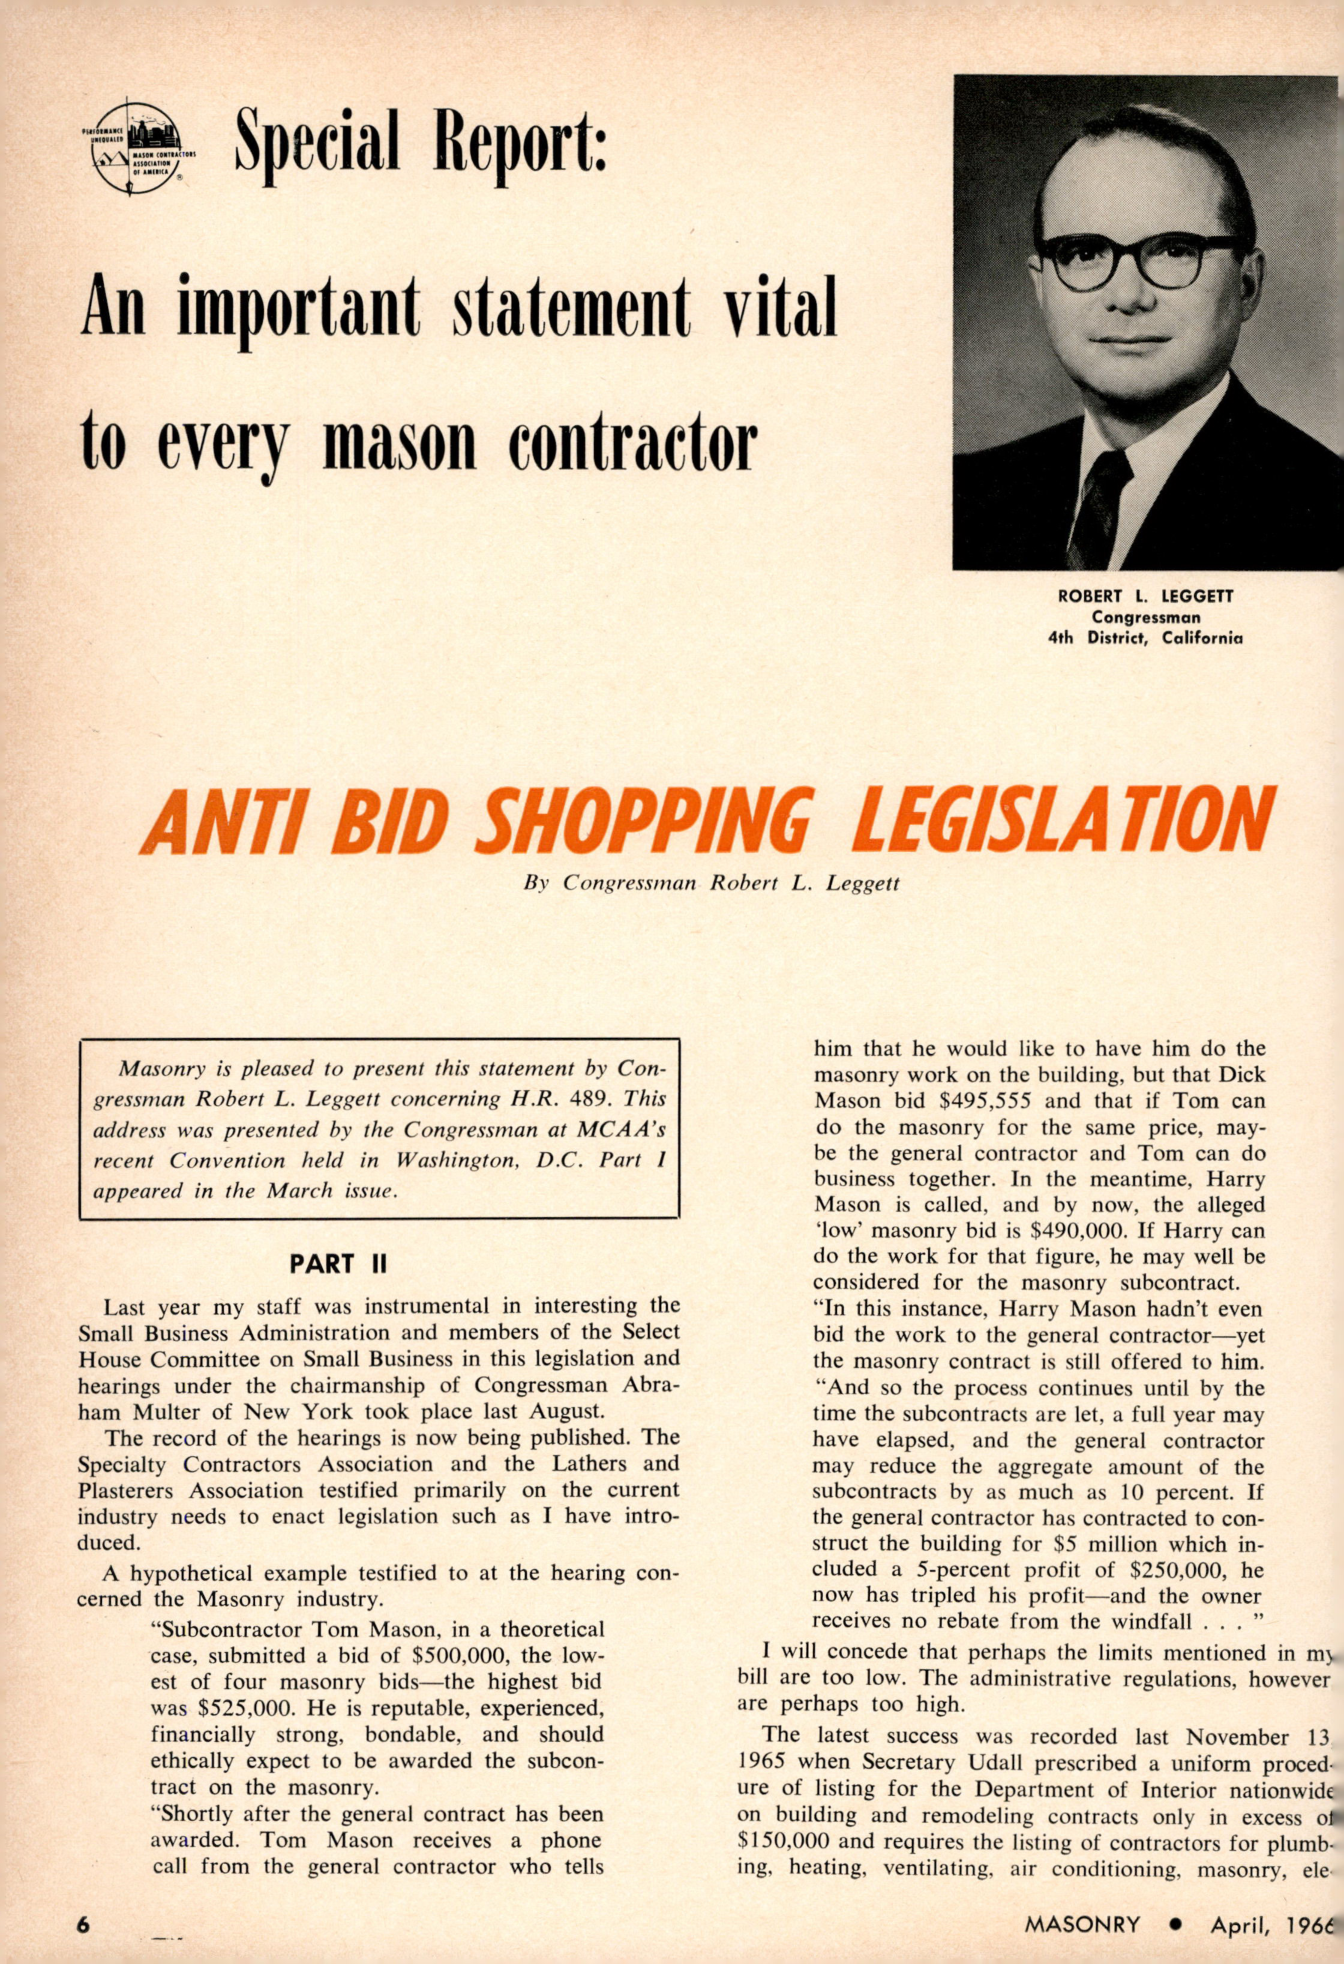 PERFORMANCE
UNEQUALED
MASON CONTRACTORS
ASSOCIATION
OF AMERICA
®
Special Report:
An important statement vital
to every mason contractor
ROBERT L. LEGGETT
Congressman
4th District, California
ANTI BID SHOPPING LEGISLATION
By Congressman Robert L. Leggett
Masonry is pleased to present this statement by Con-
gressman Robert L. Leggett concerning H.R. 489. This
address was presented by the Congressman at MCAA's
recent Convention held in Washington, D.C. Part I
appeared in the March issue.
PART II
Last year my staff was instrumental in interesting the
Small Business Administration and members of the Select
House Committee on Small Business in this legislation and
hearings under the chairmanship of Congressman Abra-
ham Multer of New York took place last August.
The record of the hearings is now being published. The
Specialty Contractors Association and the Lathers and
Plasterers Association testified primarily on the current
industry needs to enact legislation such as I have intro-
duced.
A hypothetical example testified to at the hearing con-
cerned the Masonry industry.
"Subcontractor Tom Mason, in a theoretical
case, submitted a bid of $500,000, the low-
est of four masonry bids—the highest bid
was $525,000. He is reputable, experienced,
financially strong, bondable, and should
ethically expect to be awarded the subcon-
tract on the masonry.
"Shortly after the general contract has been
awarded. Tom Mason receives a phone
call from the general contractor who tells
him that he would like to have him do the
masonry work on the building, but that Dick
Mason bid $495,555 and that if Tom can
do the masonry for the same price, may-
be the general contractor and Tom can do
business together. In the meantime, Harry
Mason is called, and by now, the alleged
'low' masonry bid is $490,000. If Harry can
do the work for that figure, he may well be
considered for the masonry subcontract.
"In this instance, Harry Mason hadn't even
bid the work to the general contractor—yet
the masonry contract is still offered to him.
"And so the process continues until by the
time the subcontracts are let, a full year may
have elapsed, and the general contractor
may reduce the aggregate amount of the
subcontracts by as much as 10 percent. If
the general contractor has contracted to con-
struct the building for $5 million which in-
cluded a 5-percent profit of $250,000, he
now has tripled his profit—and the owner
receives no rebate from the windfall . . . "
I will concede that perhaps the limits mentioned in my
bill are too low. The administrative regulations, however
are perhaps too high.
The latest success was recorded last November 13
1965 when Secretary Udall prescribed a uniform proced-
ure of listing for the Department of Interior nationwide
on building and remodeling contracts only in excess of
$150,000 and requires the listing of contractors for plumb-
ing, heating, ventilating, air conditioning, masonry, ele-
6
MASONRY • April, 1966